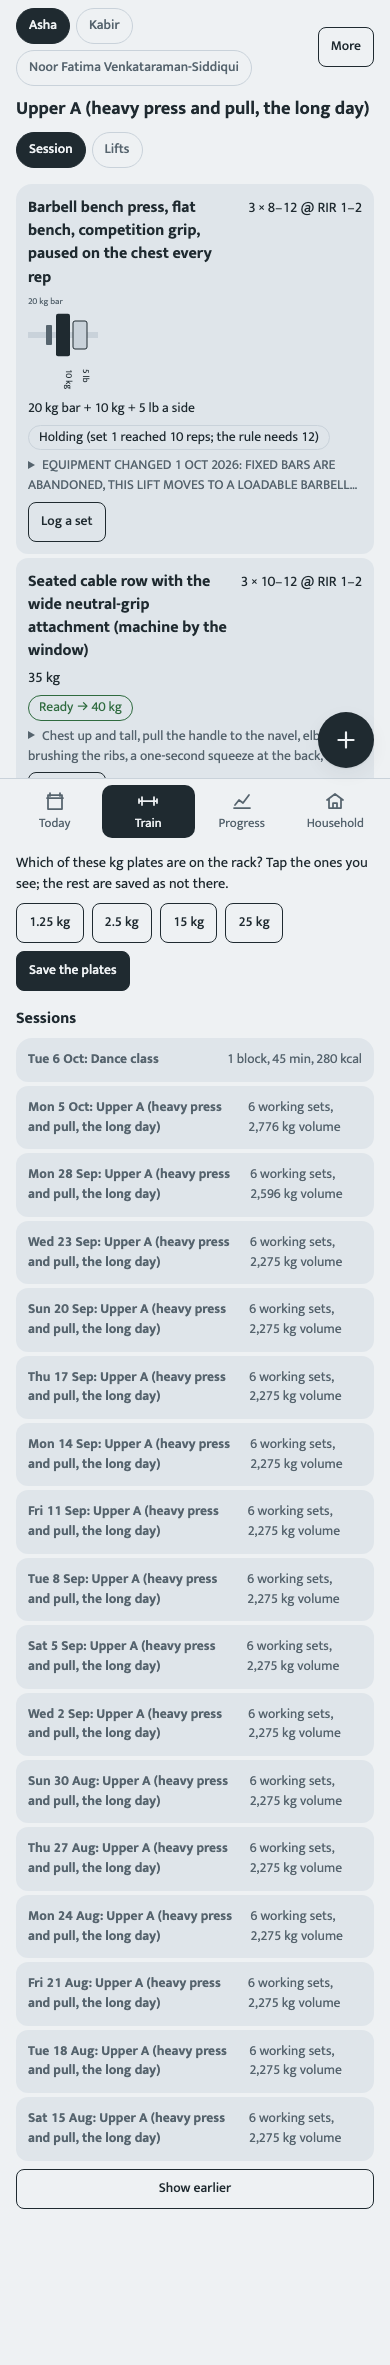 Asha
Kabir
Noor Fatima Venkataraman-Siddiqui
More
Upper A (heavy press and pull, the long day)
Session
Lifts
Barbell bench press, flat
bench, competition grip,
paused on the chest every
rep
3 × 8–12 @ RIR 1–2
20 kg bar
10 kg
5 lb
20 kg bar + 10 kg + 5 lb a side
Holding (set 1 reached 10 reps; the rule needs 12)
EQUIPMENT CHANGED 1 OCT 2026: FIXED BARS ARE
ABANDONED, THIS LIFT MOVES TO A LOADABLE BARBELL...
Log a set
Seated cable row with the
wide neutral-grip
attachment (machine by the
window)
3 × 10–12 @ RIR 1–2
35 kg
Ready → 40 kg
Chest up, pull the handle to the navel, elb
brushing the ribs, a one-second squeeze at the back,
Today
Train
Progress
Household
Which of these kg plates are on the rack? Tap the ones you
see; the rest are saved as not there.
1.25 kg
2.5 kg
15 kg
25 kg
Save the plates
Sessions
Tue 6 Oct: Dance class
1 block, 45 min, 280 kcal
Mon 5 Oct: Upper A (heavy press
and pull, the long day)
6 working sets,
2,776 kg volume
Mon 28 Sep: Upper A (heavy press
and pull, the long day)
6 working sets,
2,596 kg volume
Wed 23 Sep: Upper A (heavy press
and pull, the long day)
6 working sets,
2,275 kg volume
Sun 20 Sep: Upper A (heavy press
and pull, the long day)
6 working sets,
2,275 kg volume
Thu 17 Sep: Upper A (heavy press
and pull, the long day)
6 working sets,
2,275 kg volume
Mon 14 Sep: Upper A (heavy press
and pull, the long day)
6 working sets,
2,275 kg volume
Fri 11 Sep: Upper A (heavy press
and pull, the long day)
6 working sets,
2,275 kg volume
Tue 8 Sep: Upper A (heavy press
and pull, the long day)
6 working sets,
2,275 kg volume
Sat 5 Sep: Upper A (heavy press
and pull, the long day)
6 working sets,
2,275 kg volume
Wed 2 Sep: Upper A (heavy press
and pull, the long day)
6 working sets,
2,275 kg volume
Sun 30 Aug: Upper A (heavy press
and pull, the long day)
6 working sets,
2,275 kg volume
Thu 27 Aug: Upper A (heavy press
and pull, the long day)
6 working sets,
2,275 kg volume
Mon 24 Aug: Upper A (heavy press
and pull, the long day)
6 working sets,
2,275 kg volume
Fri 21 Aug: Upper A (heavy press
and pull, the long day)
6 working sets,
2,275 kg volume
Tue 18 Aug: Upper A (heavy press
and pull, the long day)
6 working sets,
2,275 kg volume
Sat 15 Aug: Upper A (heavy press
and pull, the long day)
6 working sets,
2,275 kg volume
Show earlier